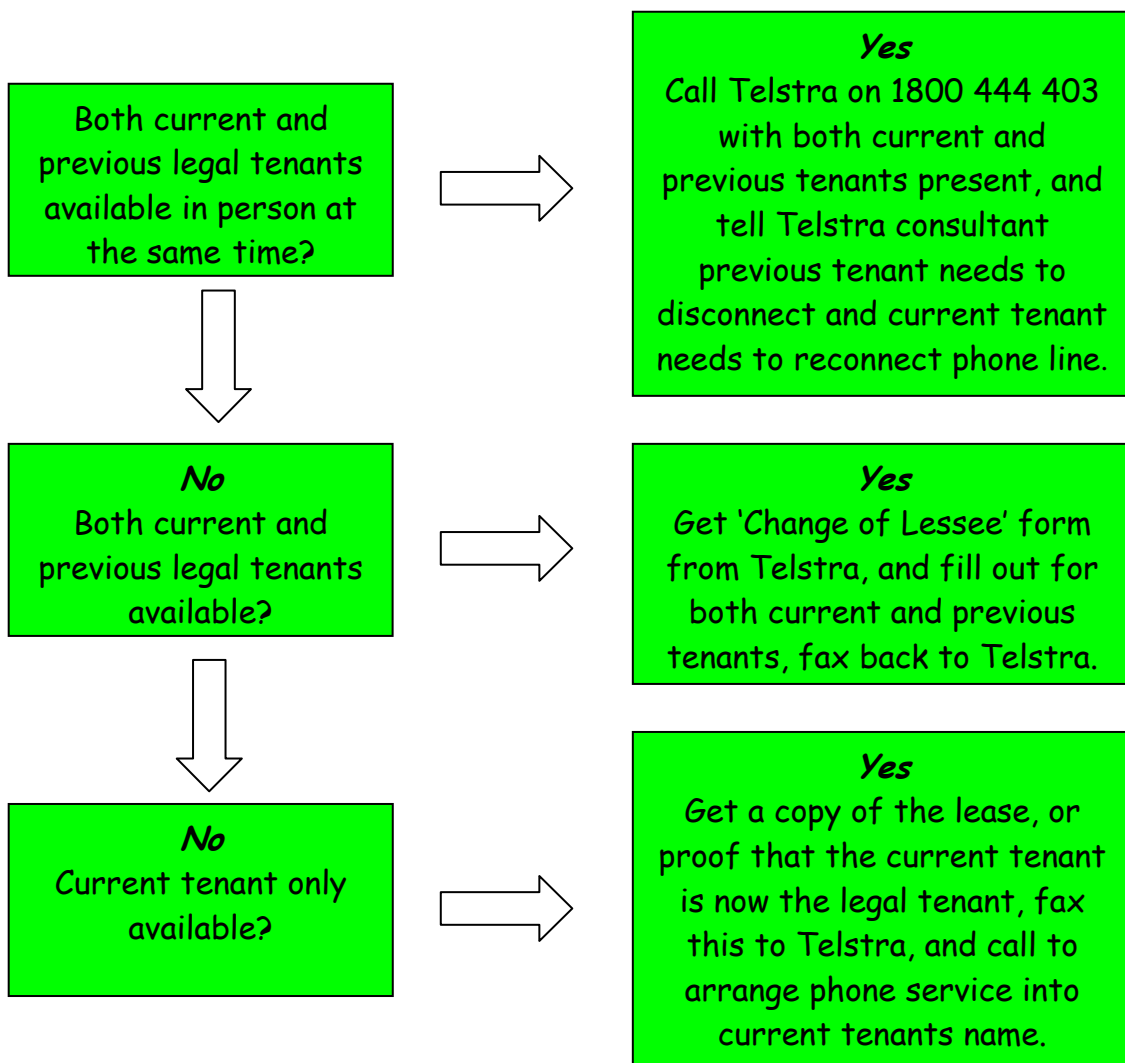 Both current and
previous legal tenants
available in person at
the same time?
Yes
Call Telstra on 1800 444 403
with both current and
previous tenants present, and
tell Telstra consultant
previous tenant needs to
disconnect and current tenant
needs to reconnect phone line.
No
Both current and
previous legal tenants
available?
Yes
Get ‘Change of Lessee’ form
from Telstra, and fill out for
both current and previous
tenants, fax back to Telstra.
No
Current tenant only
available?
Yes
Get a copy of the lease, or
proof that the current tenant
is now the legal tenant, fax
this to Telstra, and call to
arrange phone service into
current tenants name.